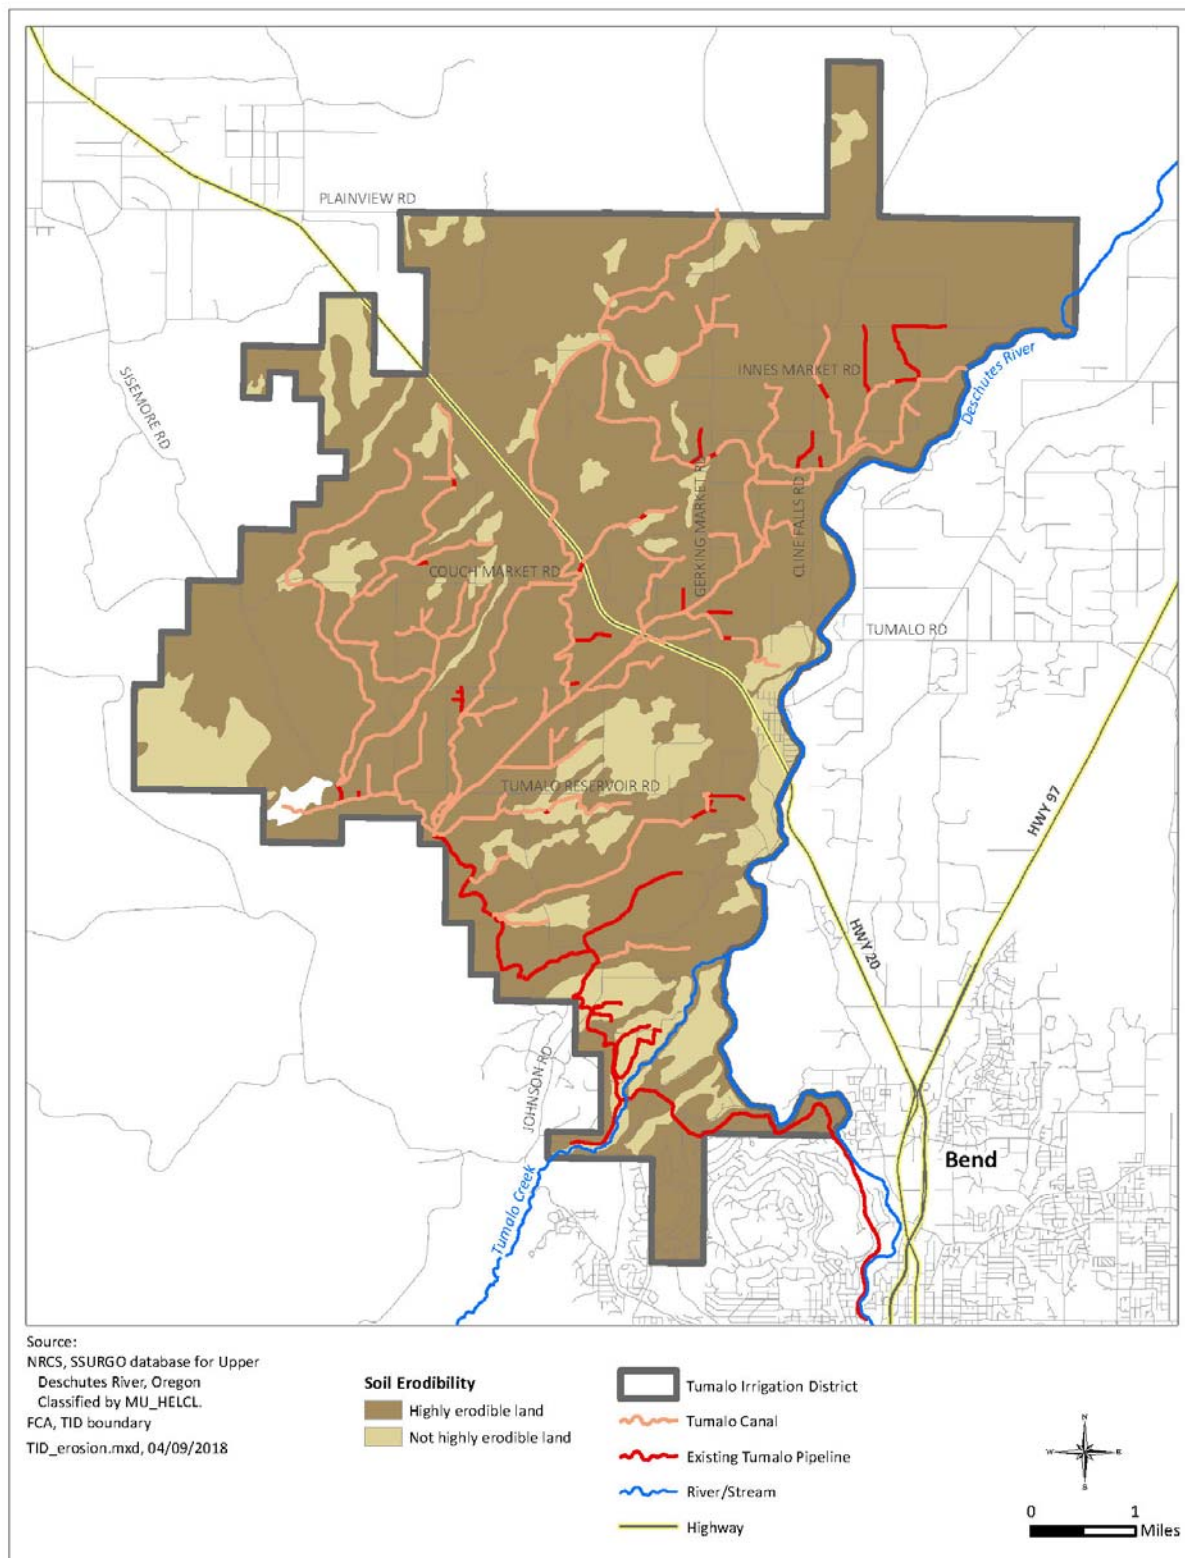 PLAINVIEW RD
SISEMORE RD
INNES MARKET RD
Deschutes River
GERKING MARKET RD
CLINE FALLS RD
COUCH MARKET RD
TUMALO RD
TUMALO RESERVOIR RD
HWY 97
HWY 20
JOHNSON RD
Tumalo Creek
Bend
Source:
NRCS, SSURGO database for Upper
Deschutes River, Oregon
Classified by MU_HELCL.
FCA, TID boundary
TID_erosion.mxd, 04/09/2018
Soil Erodibility
Highly erodible land
Not highly erodible land
Tumalo Irrigation District
Tumalo Canal
Existing Tumalo Pipeline
River/Stream
Highway
N
W E
S
0 1
Miles